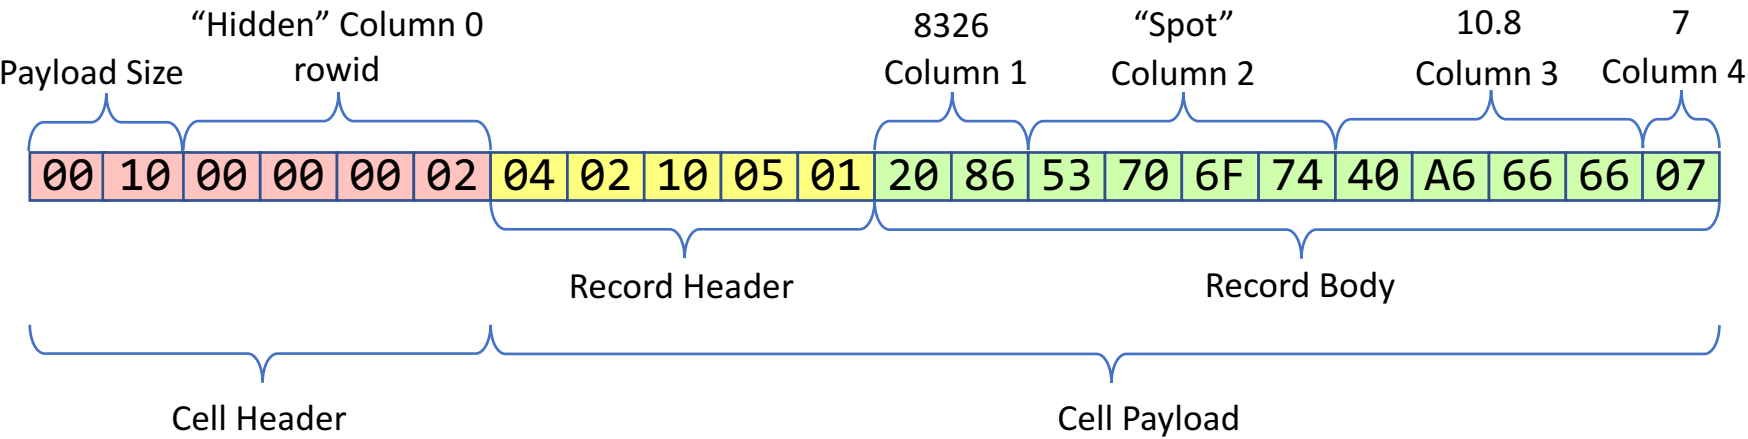 “Hidden” Column 0
8326
“Spot”
10.8
7
Payload Size
rowid
Column 1
Column 2
Column 3
Column 4
00 10 00 00 00 02 04 02 10 05 01 20 86 53 70 6F 74 40 A6 66 66 07
Record Header
Record Body
Cell Header
Cell Payload